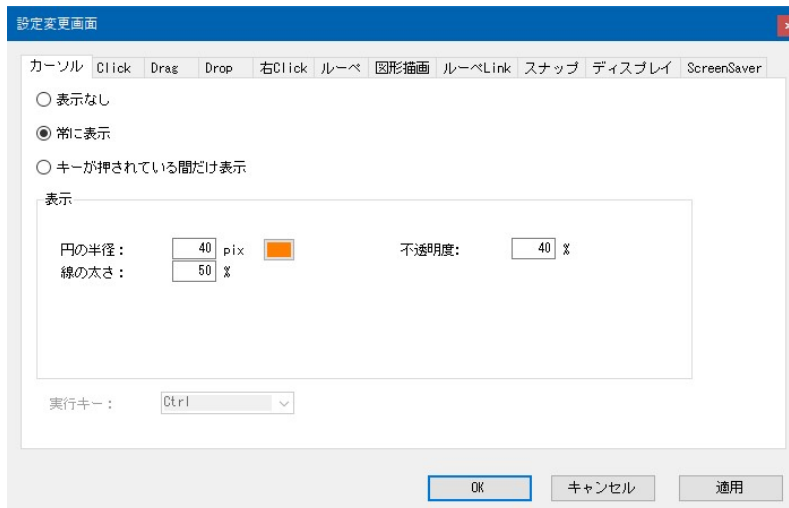 設定変更画面
カーソル Click Drag Drop 右Click ルーペ 図形描画 ルーペLink スナップ ディスプレイ ScreenSaver
表示なし
常に表示
キーが押されている間だけ表示
表示
円の半径： 40 pix 不透明度: 40 %
線の太さ： 50 %
実行キー： Ctrl
OK キャンセル 適用